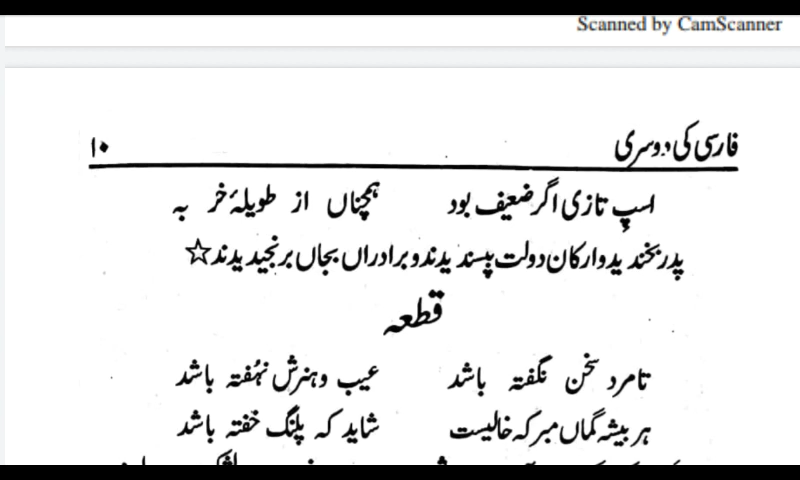 Scanned by CamScanner
فارسی کی دوسری ۱۰
اسپِ تازی اگر ضعیف بود ہمچناں از طویلۂ خر بہ
پدر بخندید و ارکان دولت پسندیدند و برادراں بجاں برنجیدیدند☆
قطعہ
تا مرد سخن نگفتہ باشد عیب و ہنرش نہفتہ باشد
ہر بیشہ گماں مبر کہ خالیست شاید کہ پلنگ خفتہ باشد